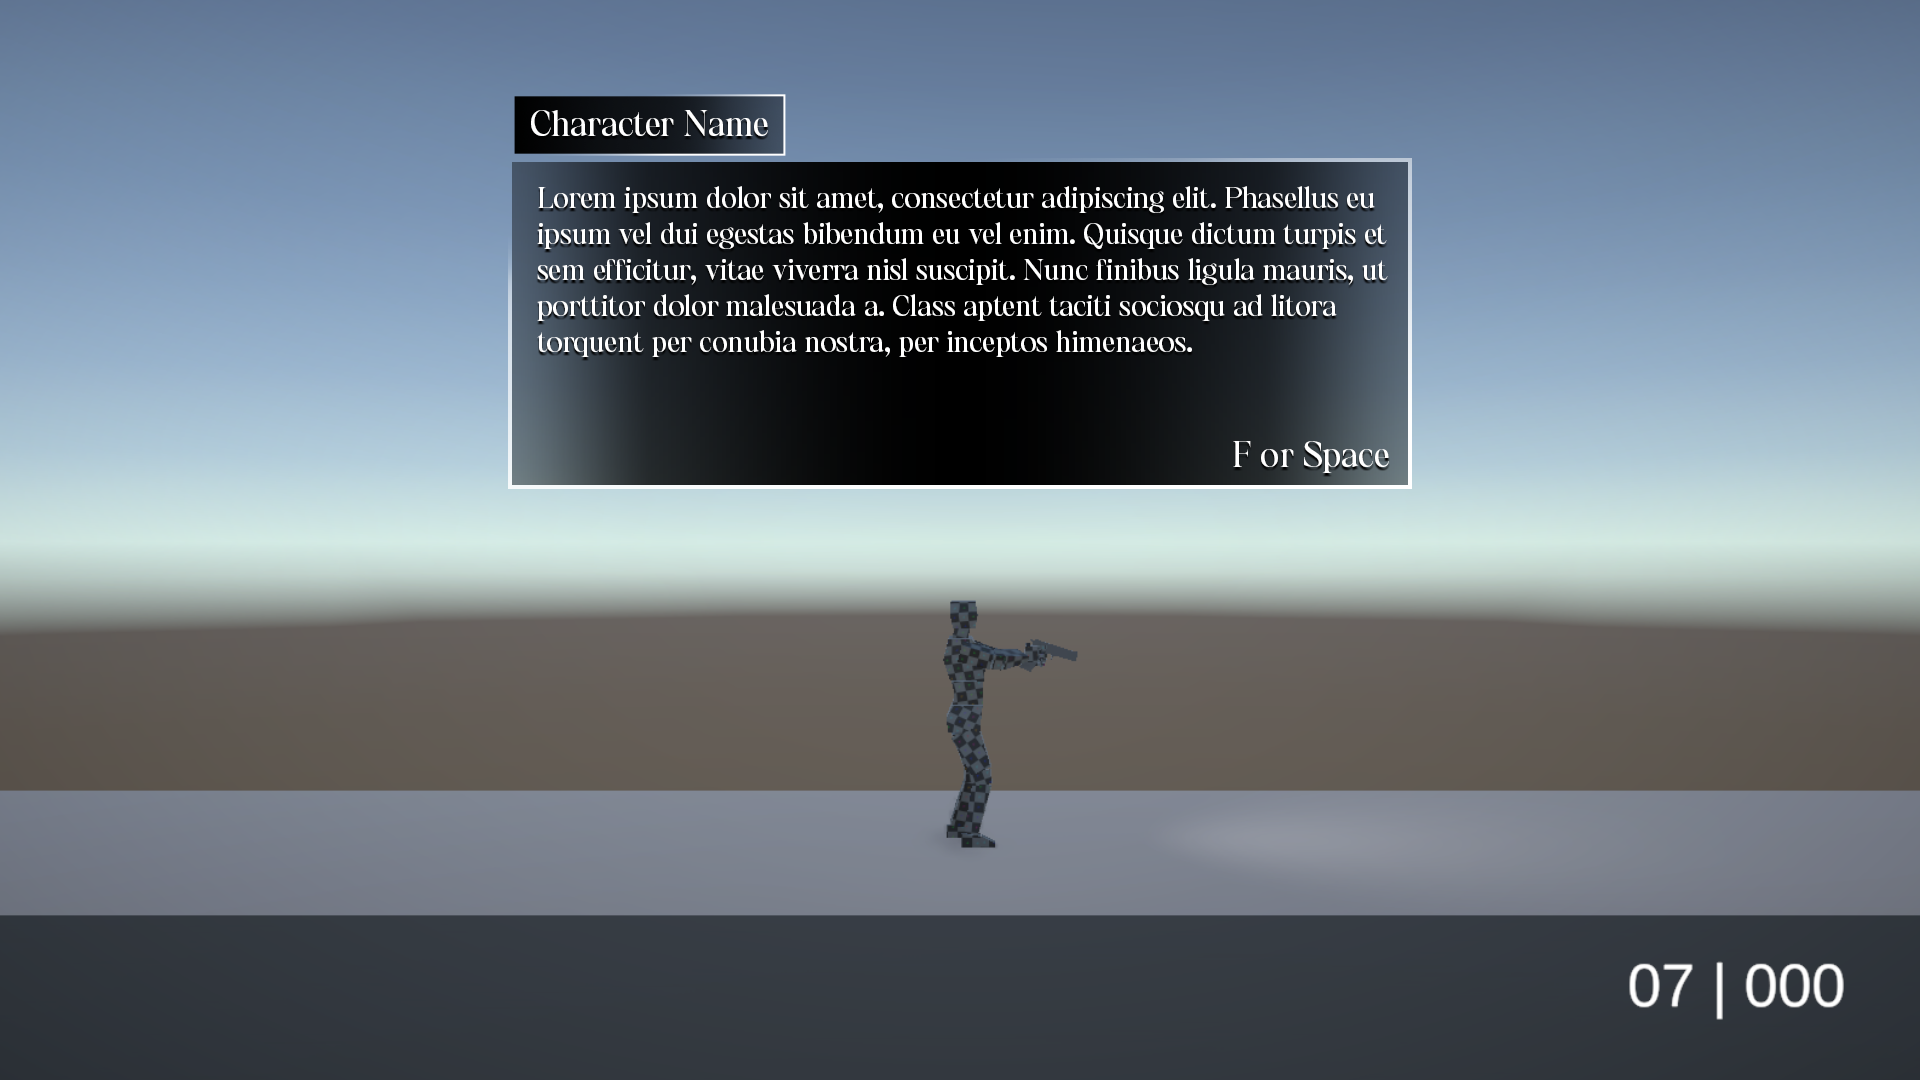 Character Name
Lorem ipsum dolor sit amet, consectetur adipiscing elit. Phasellus eu
ipsum vel dui egestas bibendum eu vel enim. Quisque dictum turpis et
sem efficitur, vitae viverra nisl suscipit. Nunc finibus ligula mauris, ut
porttitor dolor malesuada a. Class aptent taciti sociosqu ad litora
torquent per conubia nostra, per inceptos himenaeos.
F or Space
07 | 000